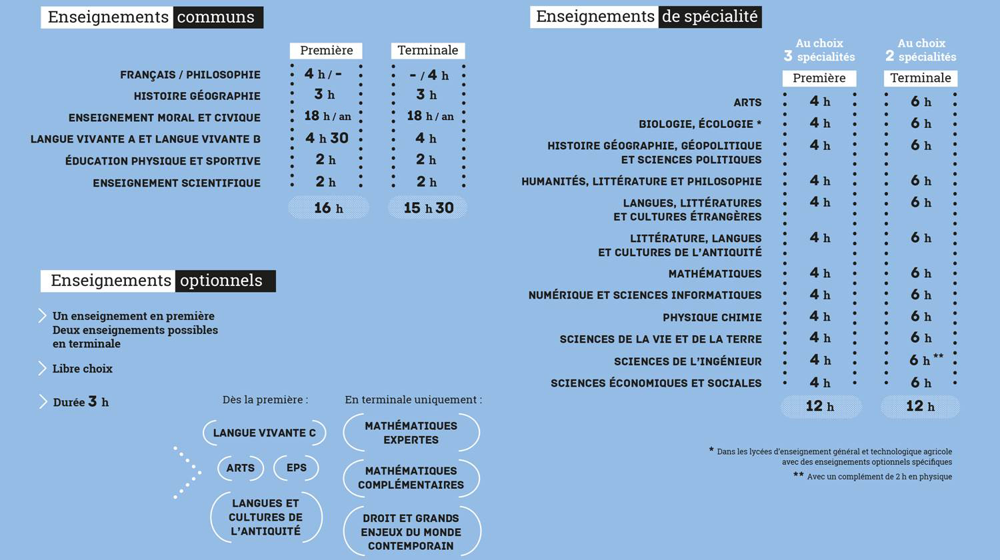 Enseignements communs
Première Terminale
FRANÇAIS / PHILOSOPHIE 4 h / - - / 4 h
HISTOIRE GÉOGRAPHIE 3 h 3 h
ENSEIGNEMENT MORAL ET CIVIQUE 18 h / an 18 h / an
LANGUE VIVANTE A ET LANGUE VIVANTE B 4 h 30 4 h
ÉDUCATION PHYSIQUE ET SPORTIVE 2 h 2 h
ENSEIGNEMENT SCIENTIFIQUE 2 h 2 h
16 h 15 h 30
Enseignements optionnels
Un enseignement en première
Deux enseignements possibles
en terminale
Libre choix
Durée 3 h
Dès la première :
LANGUE VIVANTE C
ARTS EPS
LANGUES ET
CULTURES DE
L'ANTIQUITÉ
En terminale uniquement :
MATHÉMATIQUES
EXPERTES
MATHÉMATIQUES
COMPLÉMENTAIRES
DROIT ET GRANDS
ENJEUX DU MONDE
CONTEMPORAIN
Enseignements de spécialité
Au choix Au choix
3 spécialités 2 spécialités
Première Terminale
ARTS 4 h 6 h
BIOLOGIE, ÉCOLOGIE * 4 h 6 h
HISTOIRE GÉOGRAPHIE, GÉOPOLITIQUE 4 h 6 h
ET SCIENCES POLITIQUES
HUMANITÉS, LITTÉRATURE ET PHILOSOPHIE 4 h 6 h
LANGUES, LITTÉRATURES 4 h 6 h
ET CULTURES ÉTRANGÈRES
LITTÉRATURE, LANGUES 4 h 6 h
ET CULTURES DE L'ANTIQUITÉ
MATHÉMATIQUES 4 h 6 h
NUMÉRIQUE ET SCIENCES INFORMATIQUES 4 h 6 h
PHYSIQUE CHIMIE 4 h 6 h
SCIENCES DE LA VIE ET DE LA TERRE 4 h 6 h
SCIENCES DE L'INGÉNIEUR 4 h 6 h **
SCIENCES ÉCONOMIQUES ET SOCIALES 4 h 6 h
12 h 12 h
* Dans les lycées d'enseignement général et technologique agricole
avec des enseignements optionnels spécifiques
** Avec un complément de 2 h en physique